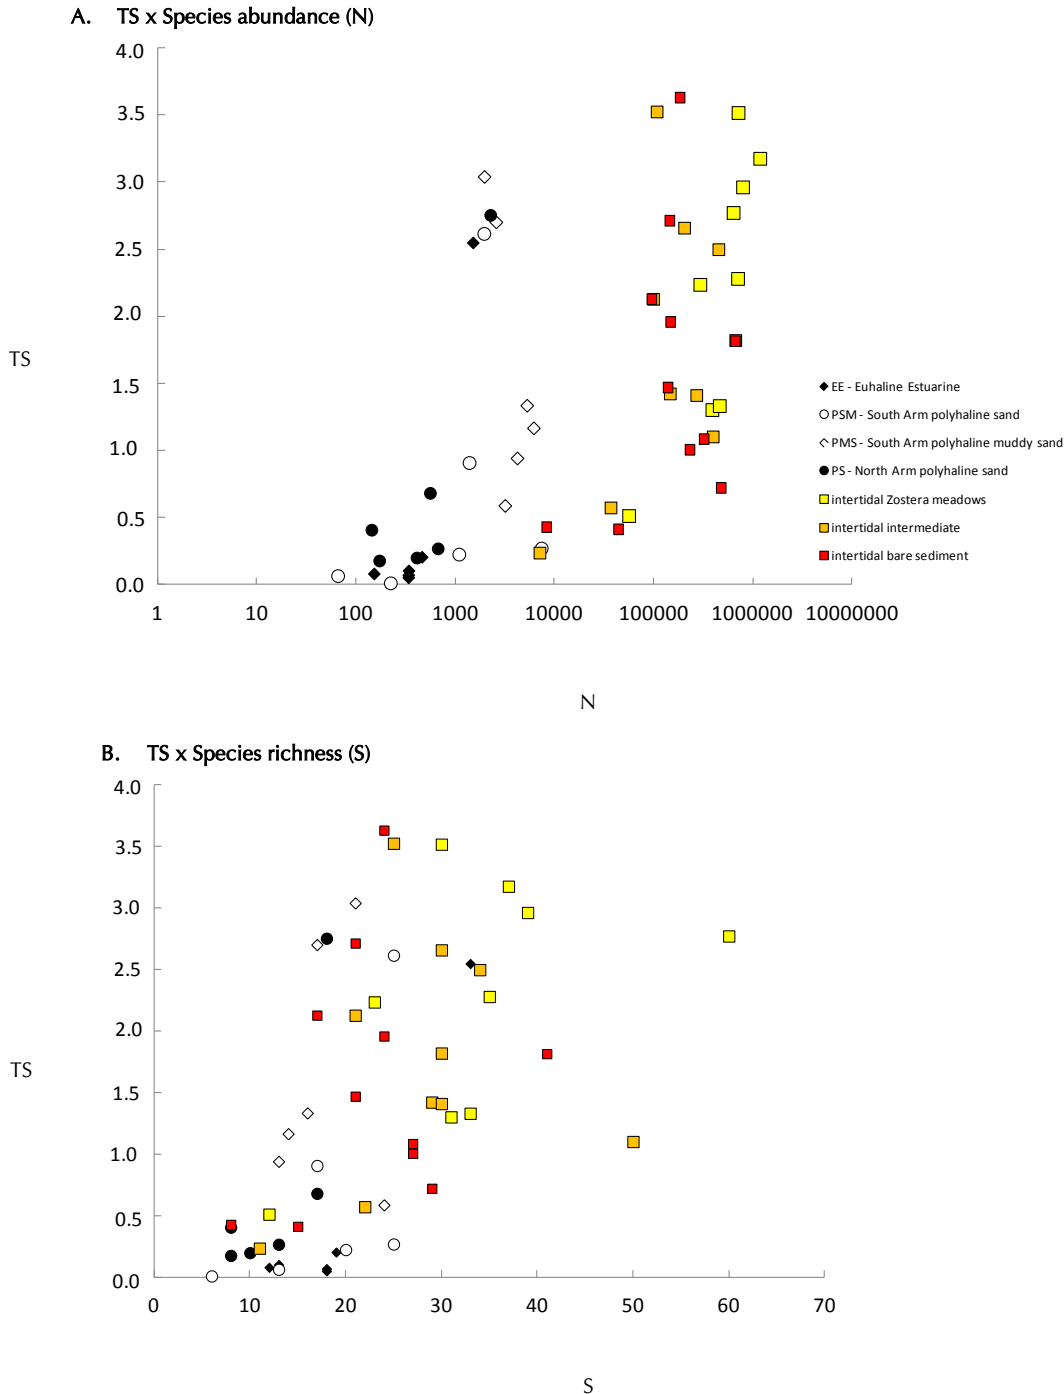 A. TS x Species abundance (N)
4.0
3.5
3.0
2.5
2.0
1.5
1.0
0.5
0.0
TS
1 10 100 1000 10000 100000 1000000 10000000
N
EE - Euhaline Estuarine
PSM - South Arm polyhaline sand
PMS - South Arm polyhaline muddy sand
PS - North Arm polyhaline sand
intertidal Zostera meadows
intertidal intermediate
intertidal bare sediment
B. TS x Species richness (S)
4.0
3.5
3.0
2.5
2.0
1.5
1.0
0.5
0.0
TS
0 10 20 30 40 50 60 70
S